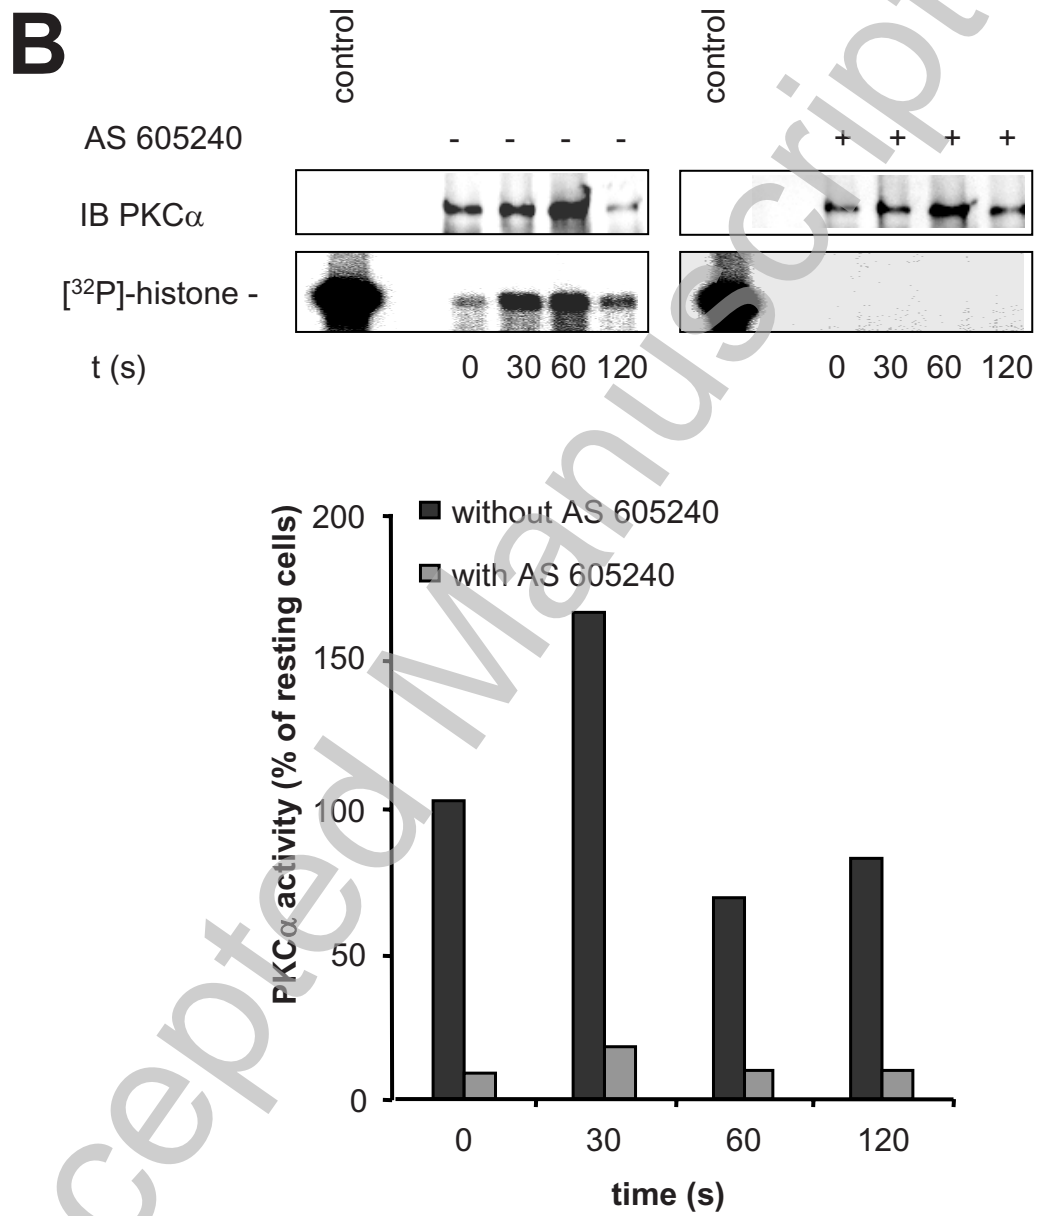 B
control control
AS 605240 - - - - + + + +
IB PKCα
[³²P]-histone -
t (s) 0 30 60 120 0 30 60 120
without AS 605240
with AS 605240
PKCα activity (% of resting cells)
200
150
100
50
0
0 30 60 120
time (s)
cepted Manuscript